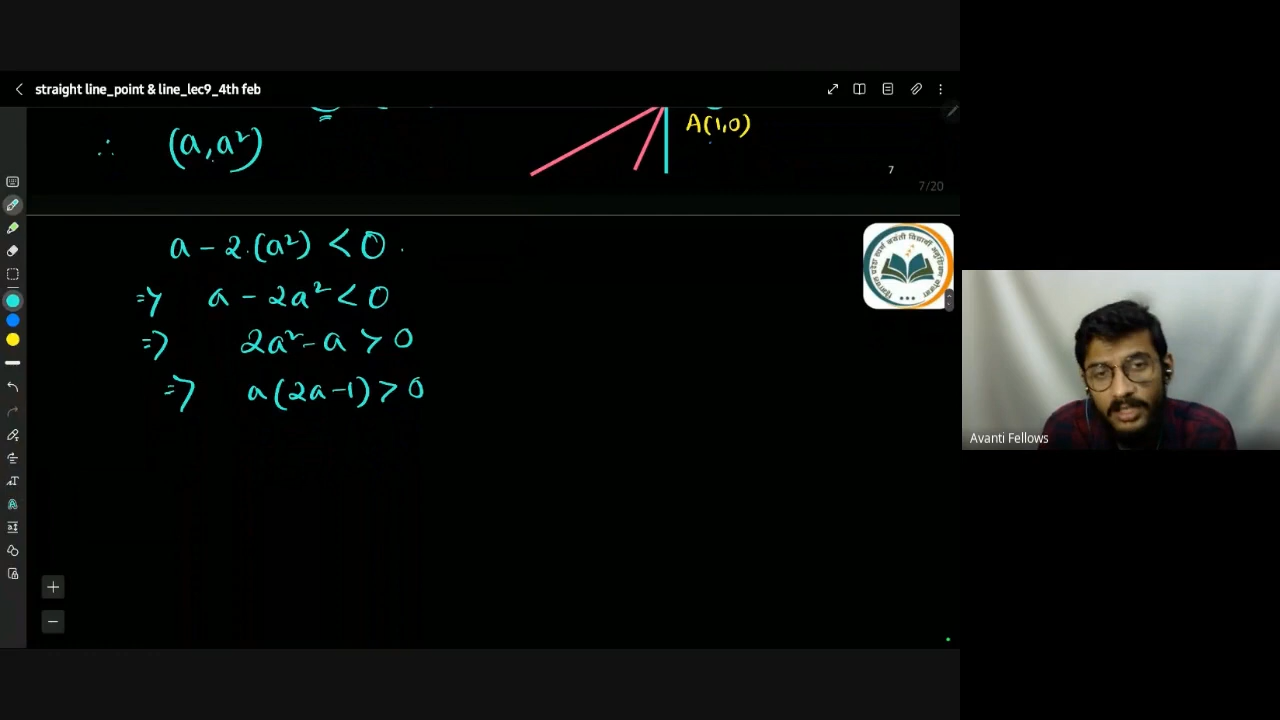 straight line_point & line_lec9_4th feb
A(1,0)
∴ (a, a²)
7
7/20
a - 2.(a²) < 0
=> a - 2a² < 0
=> 2a² - a > 0
=> a(2a-1) > 0
Avanti Fellows